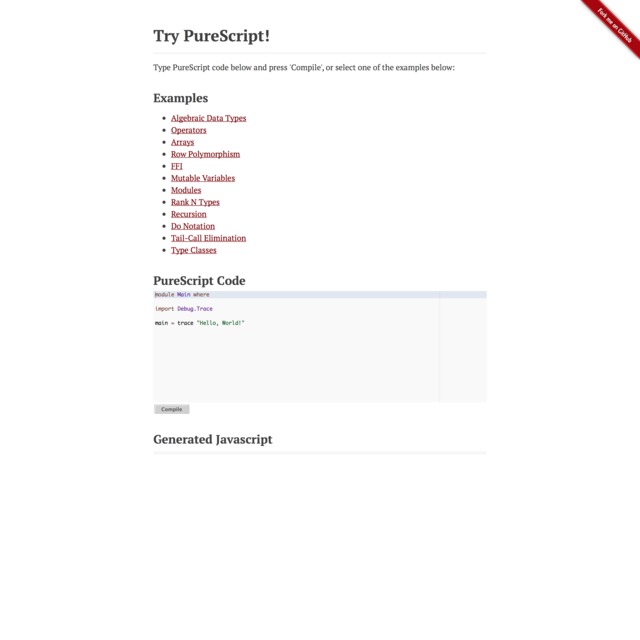 Fork me on GitHub
Try PureScript!
Type PureScript code below and press 'Compile', or select one of the examples below:
Examples
Algebraic Data Types
Operators
Arrays
Row Polymorphism
FFI
Mutable Variables
Modules
Rank N Types
Recursion
Do Notation
Tail-Call Elimination
Type Classes
PureScript Code
module Main where
import Debug.Trace
main = trace "Hello, World!"
Compile
Generated Javascript